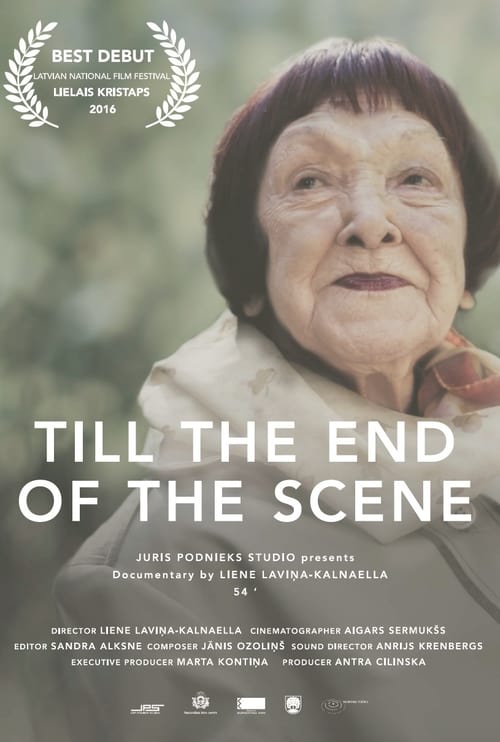 BEST DEBUT
LATVIAN NATIONAL FILM FESTIVAL
LIELAIS KRISTAPS
2016
TILL THE END
OF THE SCENE
JURIS PODNIEKS STUDIO presents
Documentary by LIENE LAVIŅA-KALNAELLA
54 ‘
DIRECTOR LIENE LAVIŅA-KALNAELLA CINEMATOGRAPHER AIGARS SERMUKŠS
EDITOR SANDRA ALKSNE COMPOSER JĀNIS OZOLIŅŠ SOUND DIRECTOR ANRIJS KRENBERGS
EXECUTIVE PRODUCER MARTA KONTIŅA PRODUCER ANTRA CILINSKA
JPS